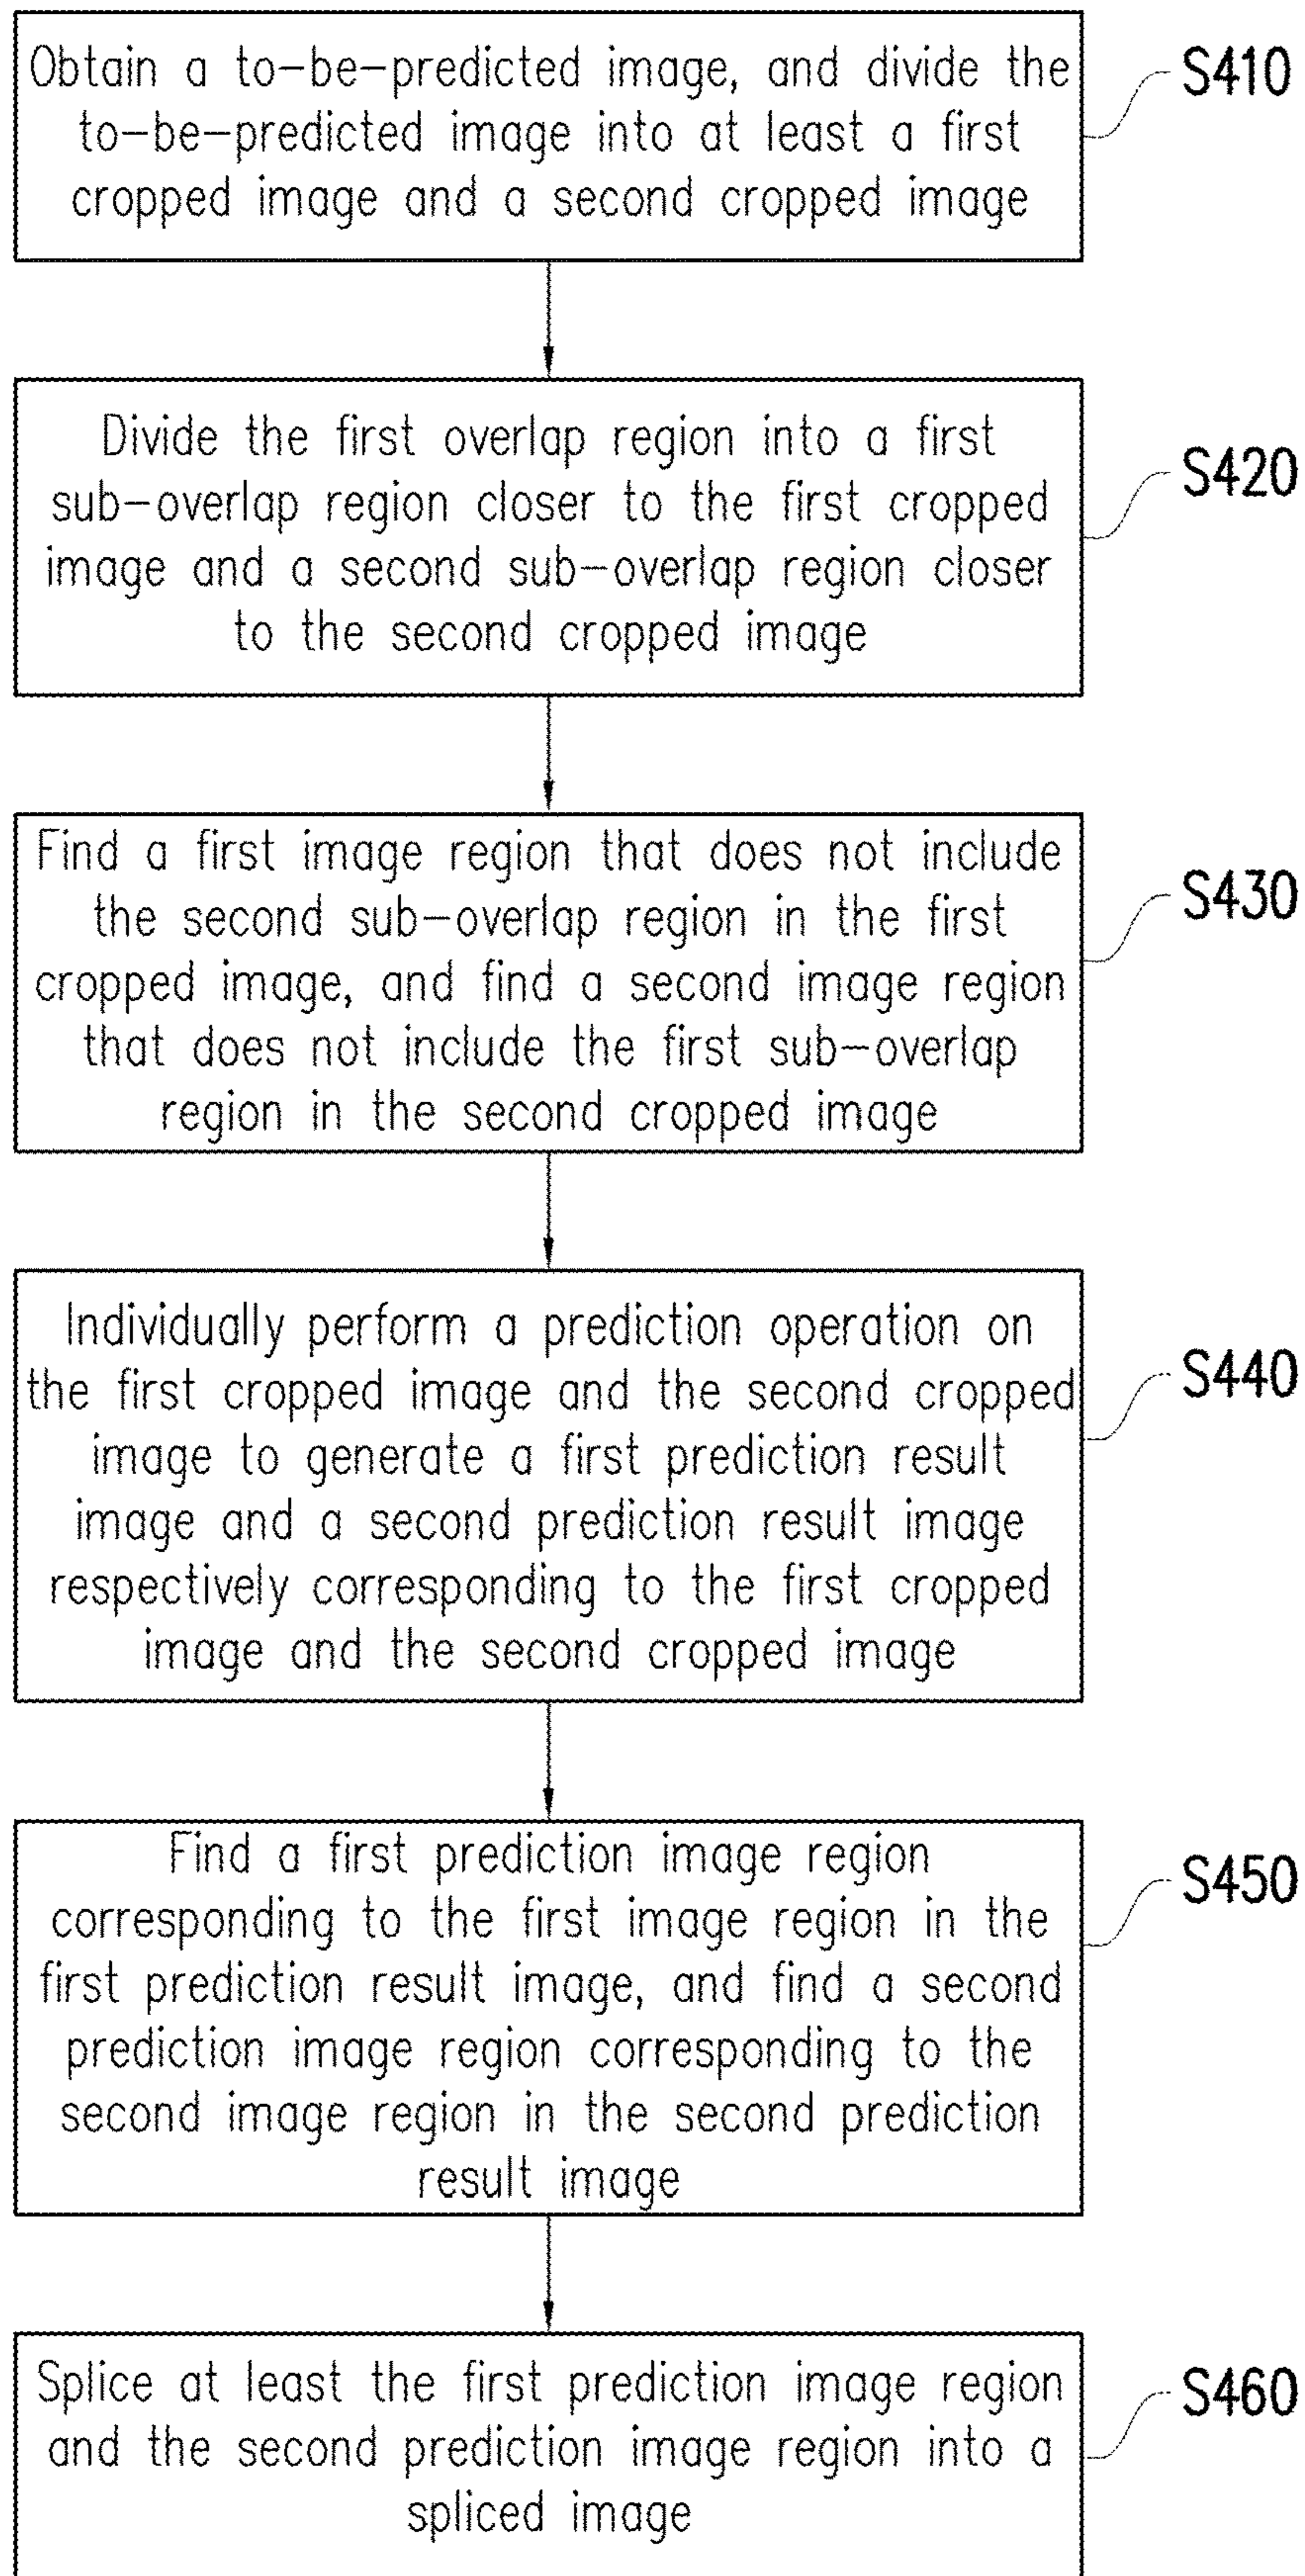 Obtain a to-be-predicted image, and divide the
to-be-predicted image into at least a first
cropped image and a second cropped image
S410
Divide the first overlap region into a first
sub-overlap region closer to the first cropped
image and a second sub-overlap region closer
to the second cropped image
S420
Find a first image region that does not include
the second sub-overlap region in the first
cropped image, and find a second image region
that does not include the first sub-overlap
region in the second cropped image
S430
Individually perform a prediction operation on
the first cropped image and the second cropped
image to generate a first prediction result
image and a second prediction result image
respectively corresponding to the first cropped
image and the second cropped image
S440
Find a first prediction image region
corresponding to the first image region in the
first prediction result image, and find a second
prediction image region corresponding to the
second image region in the second prediction
result image
S450
Splice at least the first prediction image region
and the second prediction image region into a
spliced image
S460